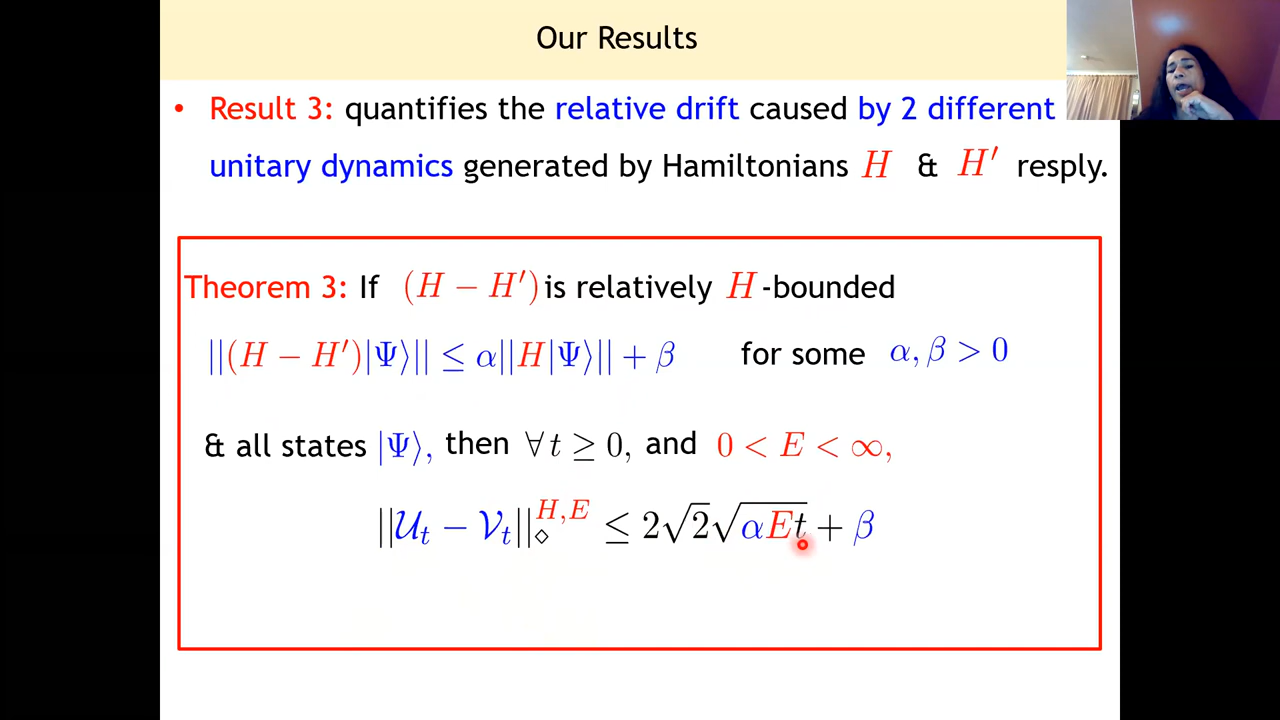 Our Results
• Result 3: quantifies the relative drift caused by 2 different
unitary dynamics generated by Hamiltonians H & H′ resply.
Theorem 3: If (H − H′) is relatively H-bounded
||(H − H′)|Ψ⟩|| ≤ α||H|Ψ⟩|| + β for some α, β > 0
& all states |Ψ⟩, then ∀ t ≥ 0, and 0 < E < ∞,
||𝒰ₜ − 𝒱ₜ||◇^{H,E} ≤ 2√2√(αEt) + β